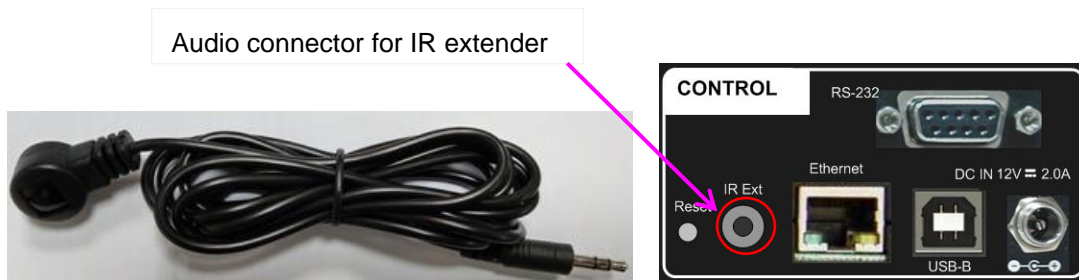 Audio connector for IR extender
CONTROL
RS-232
Ethernet
DC IN 12V ⎓ 2.0A
IR Ext
Reset
USB-B